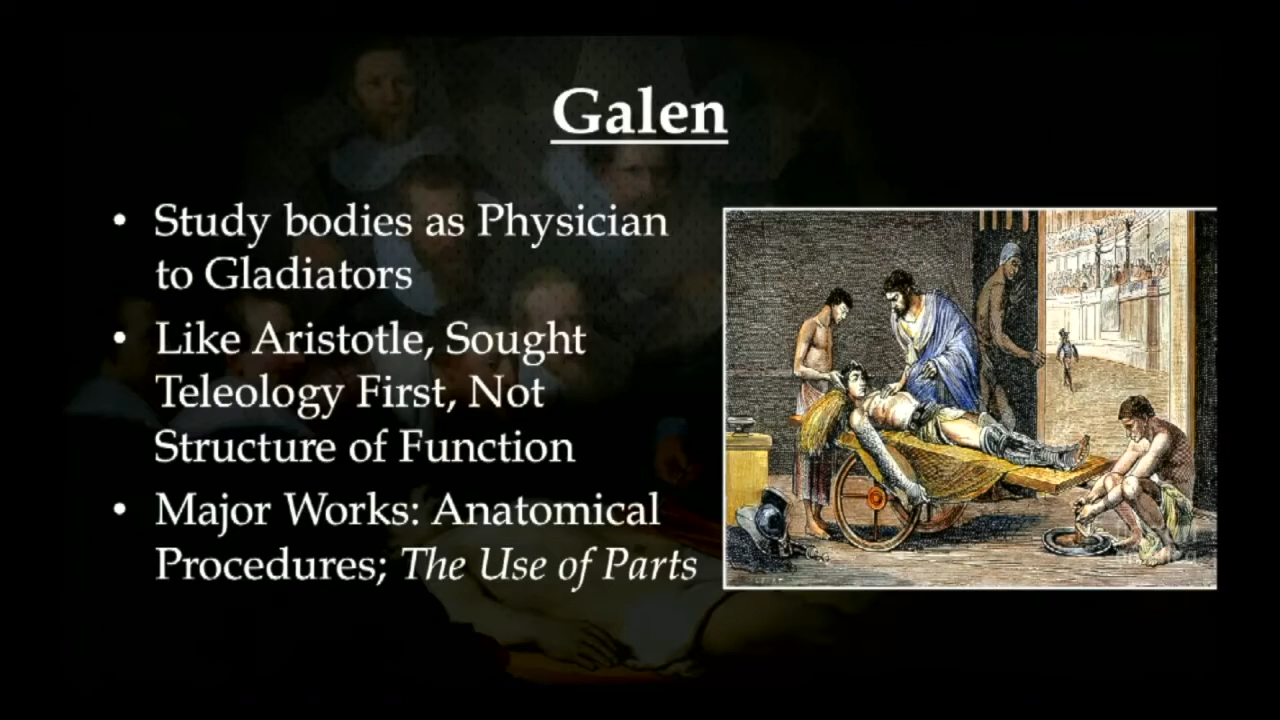 Galen
• Study bodies as Physician
to Gladiators
• Like Aristotle, Sought
Teleology First, Not
Structure of Function
• Major Works: Anatomical
Procedures; The Use of Parts